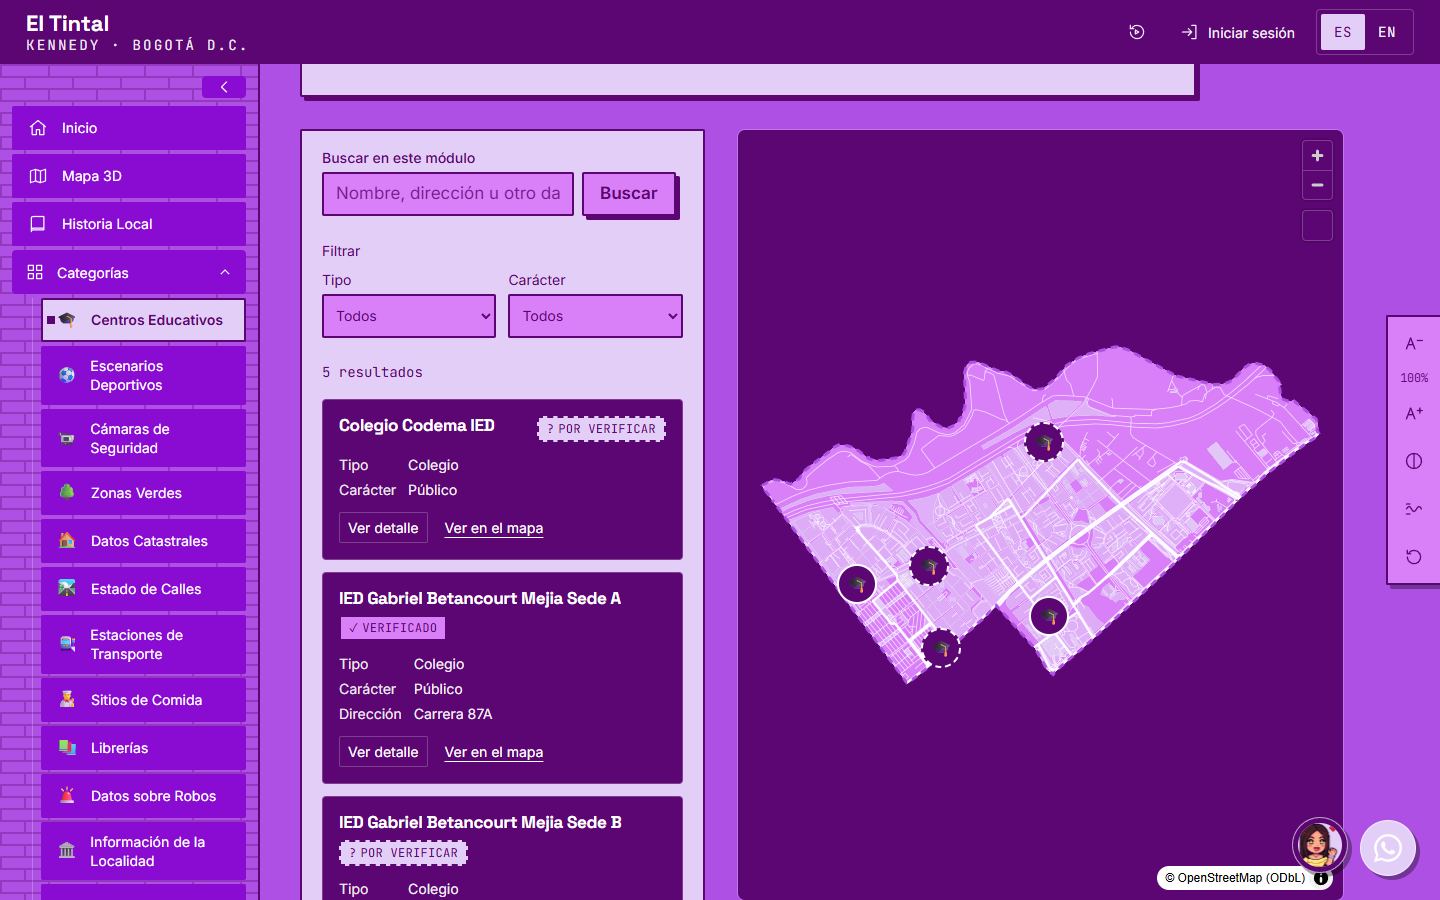 El Tintal
KENNEDY · BOGOTÁ D.C.
Iniciar sesión
ES
EN
Inicio
Mapa 3D
Historia Local
Categorías
Centros Educativos
Escenarios
Deportivos
Cámaras de
Seguridad
Zonas Verdes
Datos Catastrales
Estado de Calles
Estaciones de
Transporte
Sitios de Comida
Librerías
Datos sobre Robos
Información de la
Localidad
Buscar en este módulo
Nombre, dirección u otro da
Buscar
Filtrar
Tipo
Carácter
Todos
Todos
5 resultados
Colegio Codema IED
? POR VERIFICAR
Tipo Colegio
Carácter Público
Ver detalle
Ver en el mapa
IED Gabriel Betancourt Mejia Sede A
✓ VERIFICADO
Tipo Colegio
Carácter Público
Dirección Carrera 87A
Ver detalle
Ver en el mapa
IED Gabriel Betancourt Mejia Sede B
? POR VERIFICAR
Tipo Colegio
+
−
A−
100%
A+
© OpenStreetMap (ODbL)